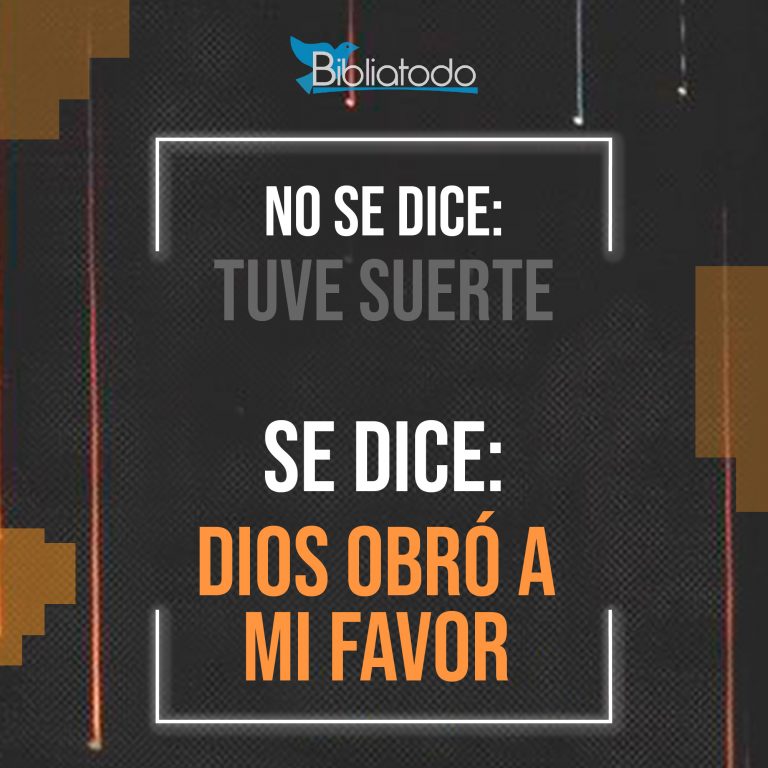 Bibliatodo
NO SE DICE:
TUVE SUERTE
SE DICE:
DIOS OBRÓ A
MI FAVOR